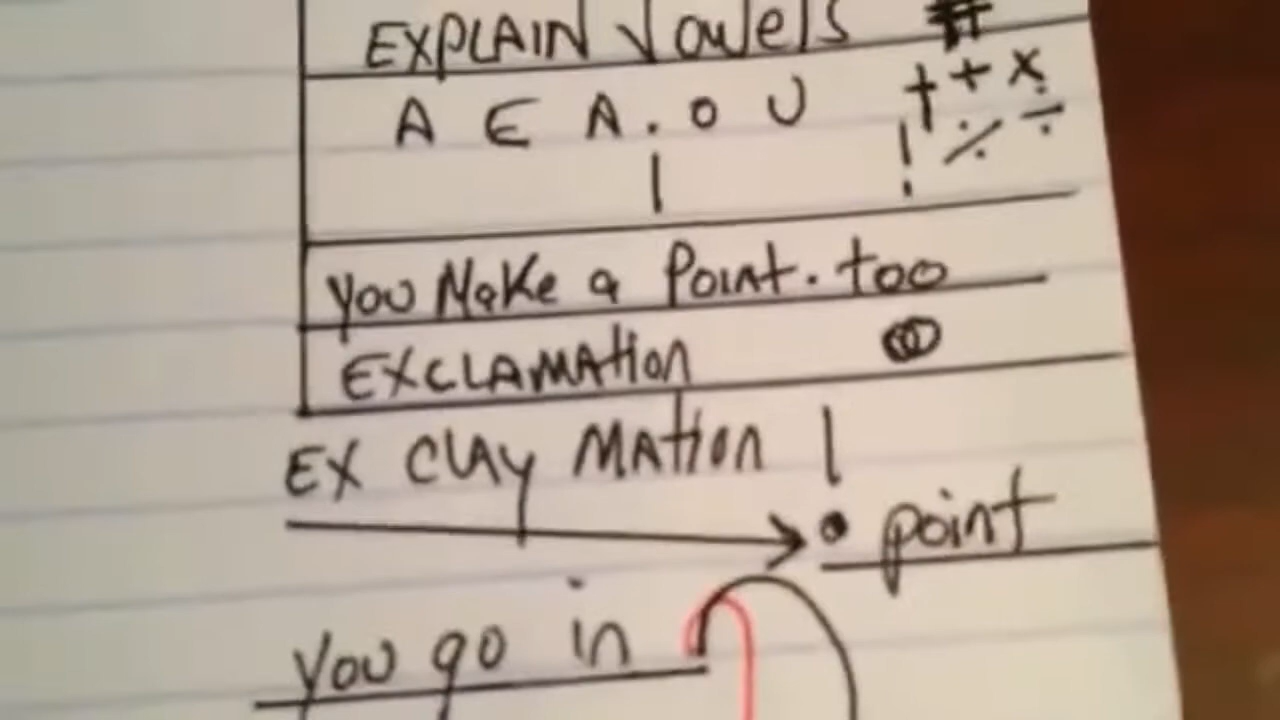 EXPLAIN Vowels #
A E A . O U + + x
| ! ⁒ ÷
you Make a Point . too
EXCLAMAtion
EX CLAy MAtion !
point
you go in